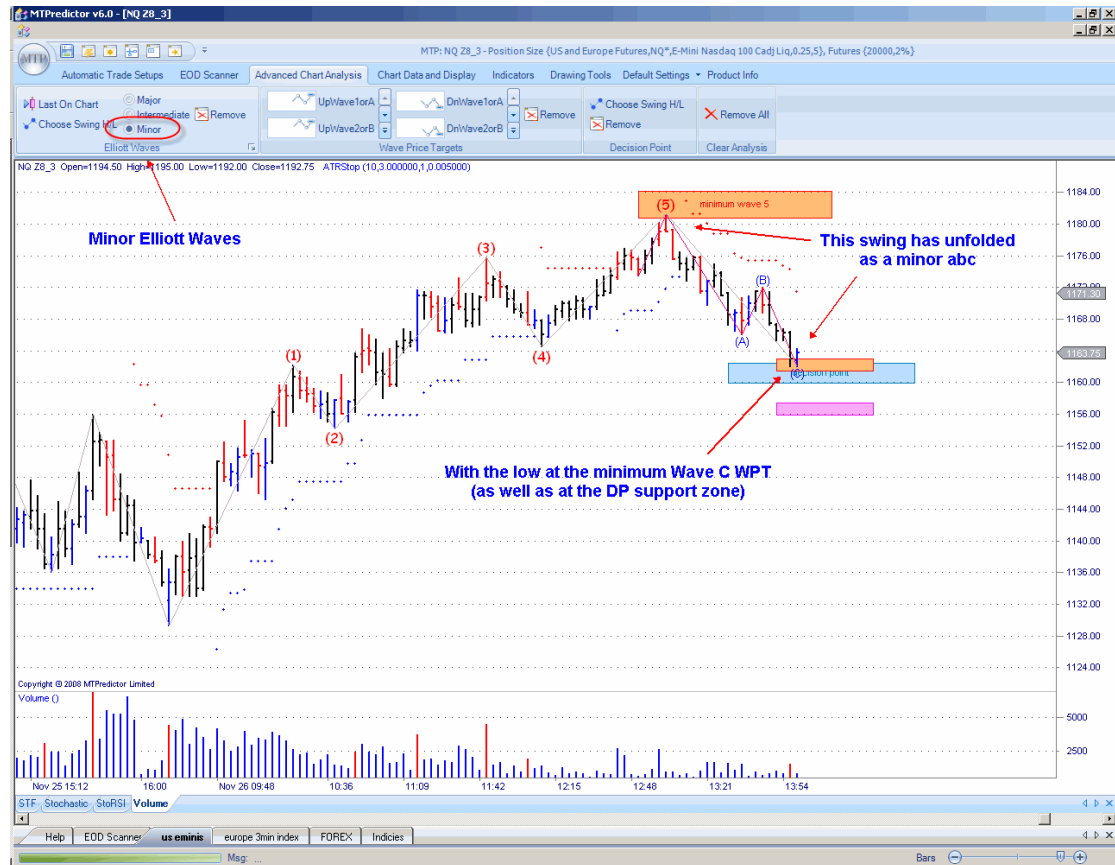 MTPredictor v6.0 - [NQ Z8_3]
MTP
MTP: NQ Z8_3 - Position Size {US and Europe Futures,NQ*,E-Mini Nasdaq 100 Cadj Liq,0.25,5}, Futures {20000,2%}
Automatic Trade Setups EOD Scanner Advanced Chart Analysis Chart Data and Display Indicators Drawing Tools Default Settings Product Info
Last On Chart
Choose Swing H/L
Major
Intermediate
Minor
Remove
Elliott Waves
UpWave1orA
UpWave2orB
DnWave1orA
DnWave2orB
Remove
Wave Price Targets
Choose Swing H/L
Remove
Decision Point
Remove All
Clear Analysis
NQ Z8_3 Open=1194.50 High=1195.00 Low=1192.00 Close=1192.75 ATRStop (10,3.000000,1,0.005000)
Minor Elliott Waves
minimum wave 5
This swing has unfolded
as a minor abc
(1)
(2)
(3)
(4)
(5)
(A)
(B)
(C)
With the low at the minimum Wave C WPT
(as well as at the DP support zone)
1184.00
1180.00
1176.00
1172.00
1171.30
1168.00
1163.75
1160.00
1156.00
1152.00
1148.00
1144.00
1140.00
1136.00
1132.00
1128.00
1124.00
Copyright @ 2008 MTPredictor Limited
Volume ()
5000
2500
Nov 25 15:12 16:00 Nov 26 09:48 10:36 11:09 11:42 12:15 12:48 13:21 13:54
STF Stochastic StoRSI Volume
Help EOD Scanner us eminis europe 3min index FOREX Indicies
Msg: ...
Bars